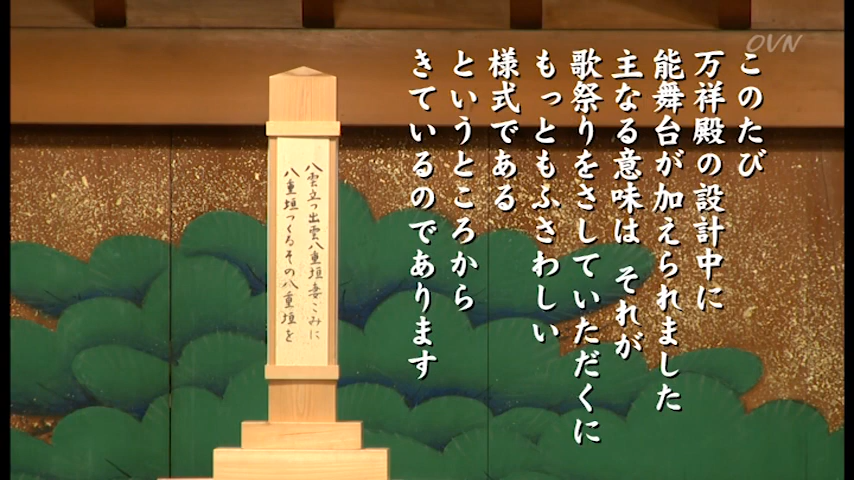 OVN
このたび
万祥殿の設計中に
能舞台が加えられました
主なる意味は それが
歌祭りをさしていただくに
もっともふさわしい
様式である
というところから
きているのであります
八雲立つ出雲八重垣妻ごみに
八重垣つくるその八重垣を